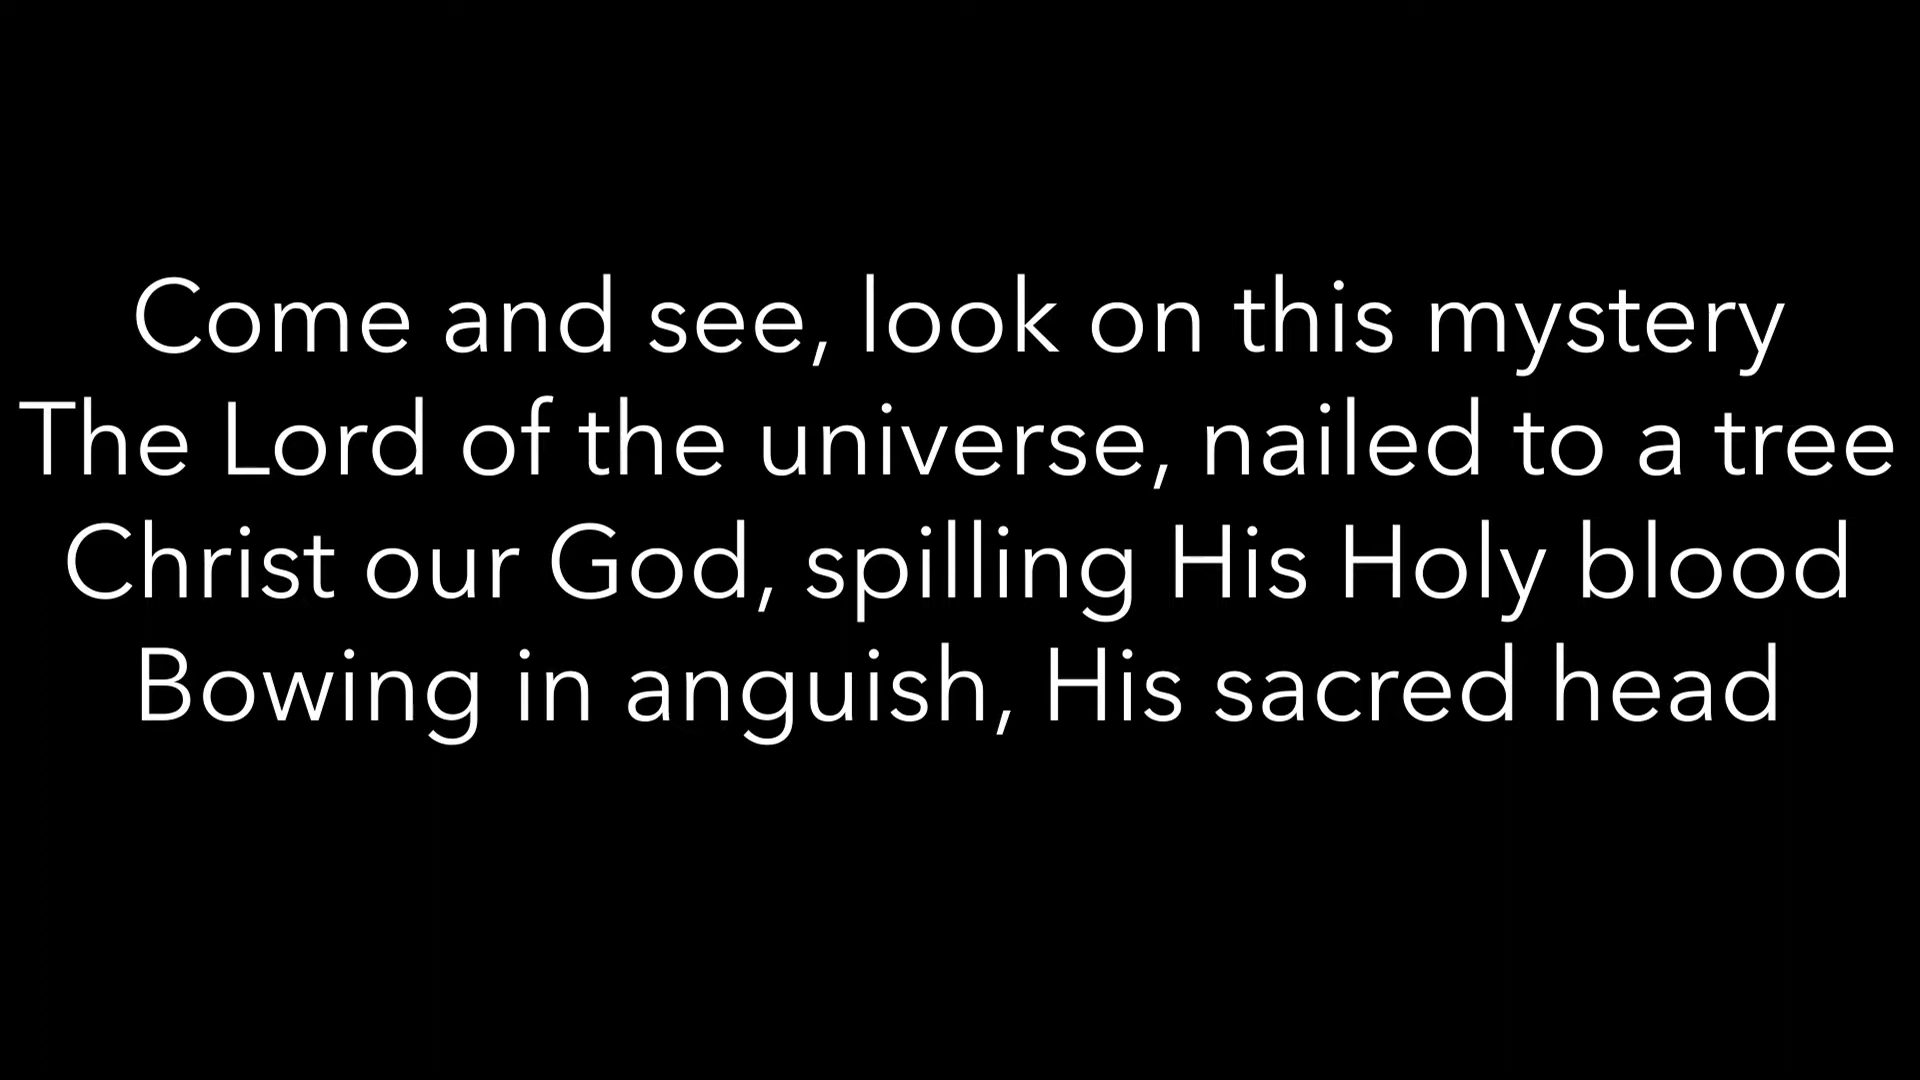 Come and see, look on this mystery
The Lord of the universe, nailed to a tree
Christ our God, spilling His Holy blood
Bowing in anguish, His sacred head